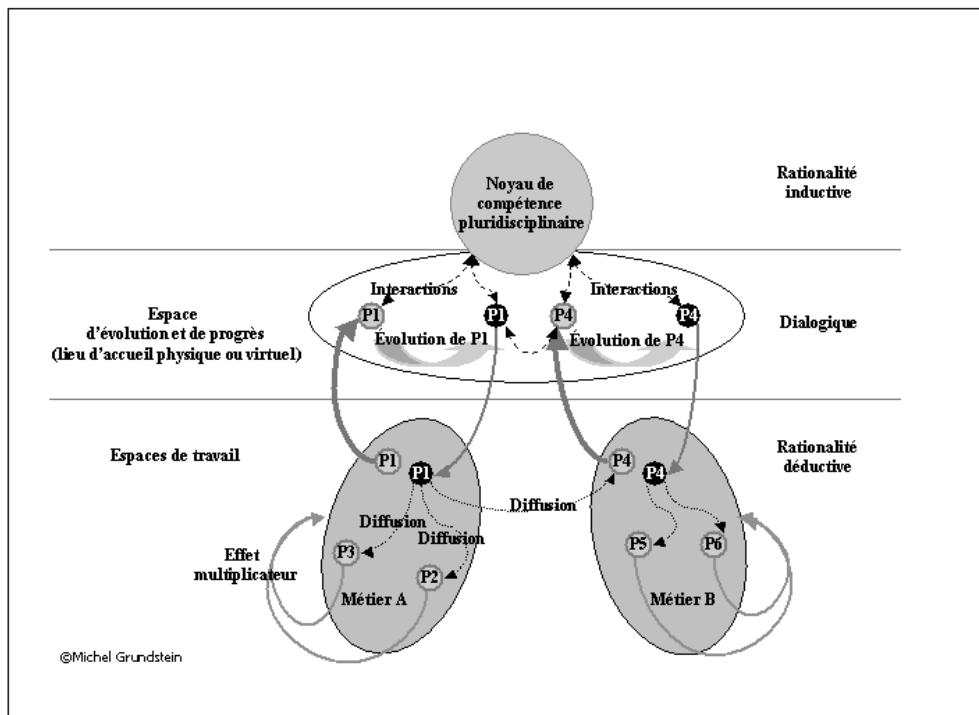 Noyau de
compétence
pluridisciplinaire
Rationalité
inductive
Interactions
Interactions
P1
P1
P4
P4
Évolution de P1
Évolution de P4
Espace
d'évolution et de progrès
(lieu d'accueil physique ou virtuel)
Dialogique
Espaces de travail
Rationalité
déductive
P1
P1
P4
P4
Diffusion
Diffusion
Diffusion
P3
P2
P5
P6
Effet
multiplicateur
Métier A
Métier B
©Michel Grundstein